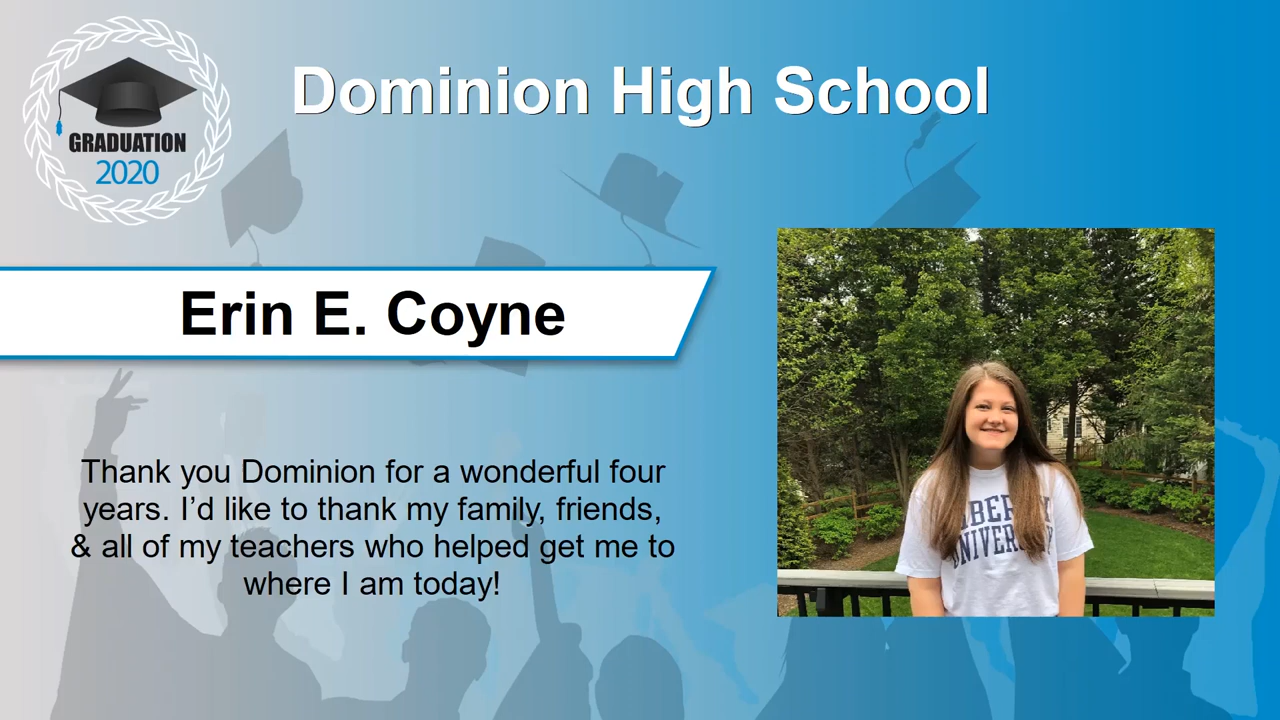 GRADUATION
2020
Dominion High School
Erin E. Coyne
Thank you Dominion for a wonderful four
years. I’d like to thank my family, friends,
& all of my teachers who helped get me to
where I am today!